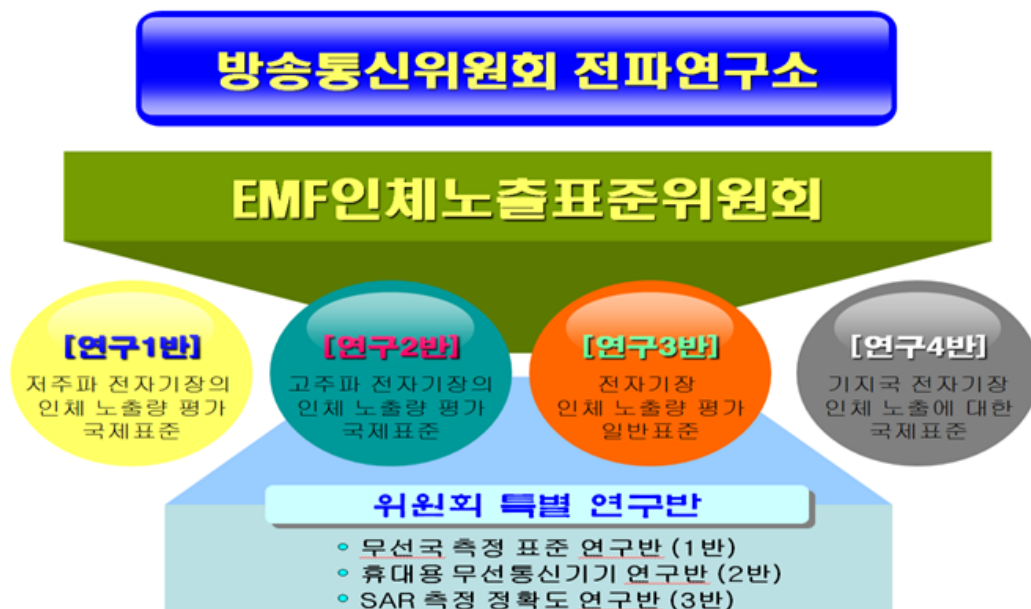 방송통신위원회 전파연구소
EMF인체노출표준위원회
[연구1반]
저주파 전자기장의
인체 노출량 평가
국제표준
[연구2반]
고주파 전자기장의
인체 노출량 평가
국제표준
[연구3반]
전자기장
인체 노출량 평가
일반표준
[연구4반]
기지국 전자기장
인체 노출에 대한
국제표준
위원회 특별 연구반
무선국 측정 표준 연구반 (1반)
휴대용 무선통신기기 연구반 (2반)
SAR 측정 정확도 연구반 (3반)